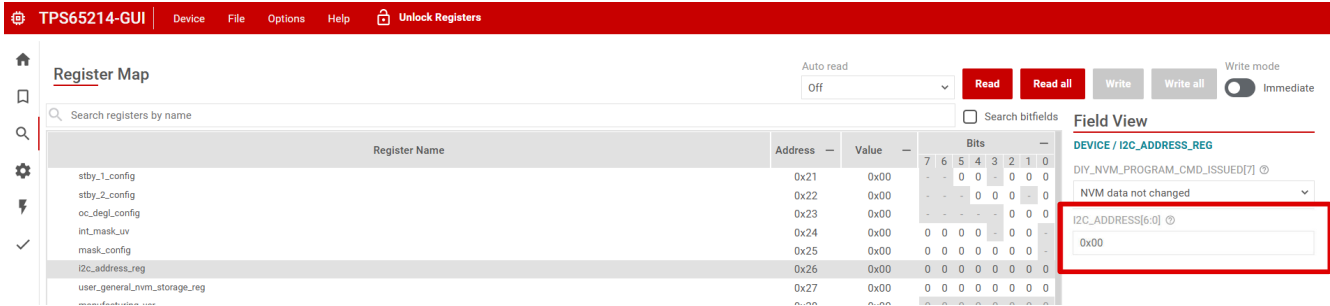 TPS65214-GUI Device File Options Help Unlock Registers
Register Map
Auto read
Off
Read Read all Write Write all
Write mode
Immediate
Search registers by name
Search bitfields
Register Name Address Value Bits
7 6 5 4 3 2 1 0
stby_1_config 0x21 0x00 - - 0 0 - 0 0 0
stby_2_config 0x22 0x00 - - - 0 0 0 - 0
oc_degl_config 0x23 0x00 - - - - - 0 0 0
int_mask_uv 0x24 0x00 0 0 0 0 - 0 0 -
mask_config 0x25 0x00 0 0 0 0 0 0 0 -
i2c_address_reg 0x26 0x00 0 0 0 0 0 0 0 0
user_general_nvm_storage_reg 0x27 0x00 0 0 0 0 0 0 0 0
Field View
DEVICE / I2C_ADDRESS_REG
DIY_NVM_PROGRAM_CMD_ISSUED[7]
NVM data not changed
I2C_ADDRESS[6:0]
0x00